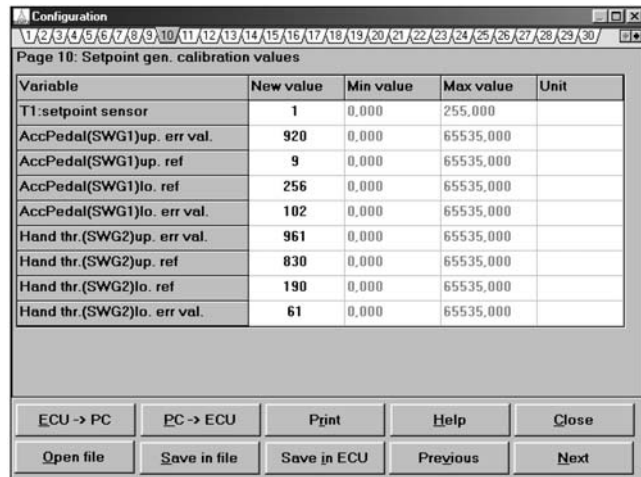 Configuration
1 2 3 4 5 6 7 8 9 10 11 12 13 14 15 16 17 18 19 20 21 22 23 24 25 26 27 28 29 30
Page 10: Setpoint gen. calibration values
Variable New value Min value Max value Unit
T1:setpoint sensor 1 0,000 255,000
AccPedal(SWG1)up. err val. 920 0,000 65535,000
AccPedal(SWG1)up. ref 9 0,000 65535,000
AccPedal(SWG1)lo. ref 256 0,000 65535,000
AccPedal(SWG1)lo. err val. 102 0,000 65535,000
Hand thr.(SWG2)up. err val. 961 0,000 65535,000
Hand thr.(SWG2)up. ref 830 0,000 65535,000
Hand thr.(SWG2)lo. ref 190 0,000 65535,000
Hand thr.(SWG2)lo. err val. 61 0,000 65535,000
ECU -> PC PC -> ECU Print Help Close
Open file Save in file Save in ECU Previous Next